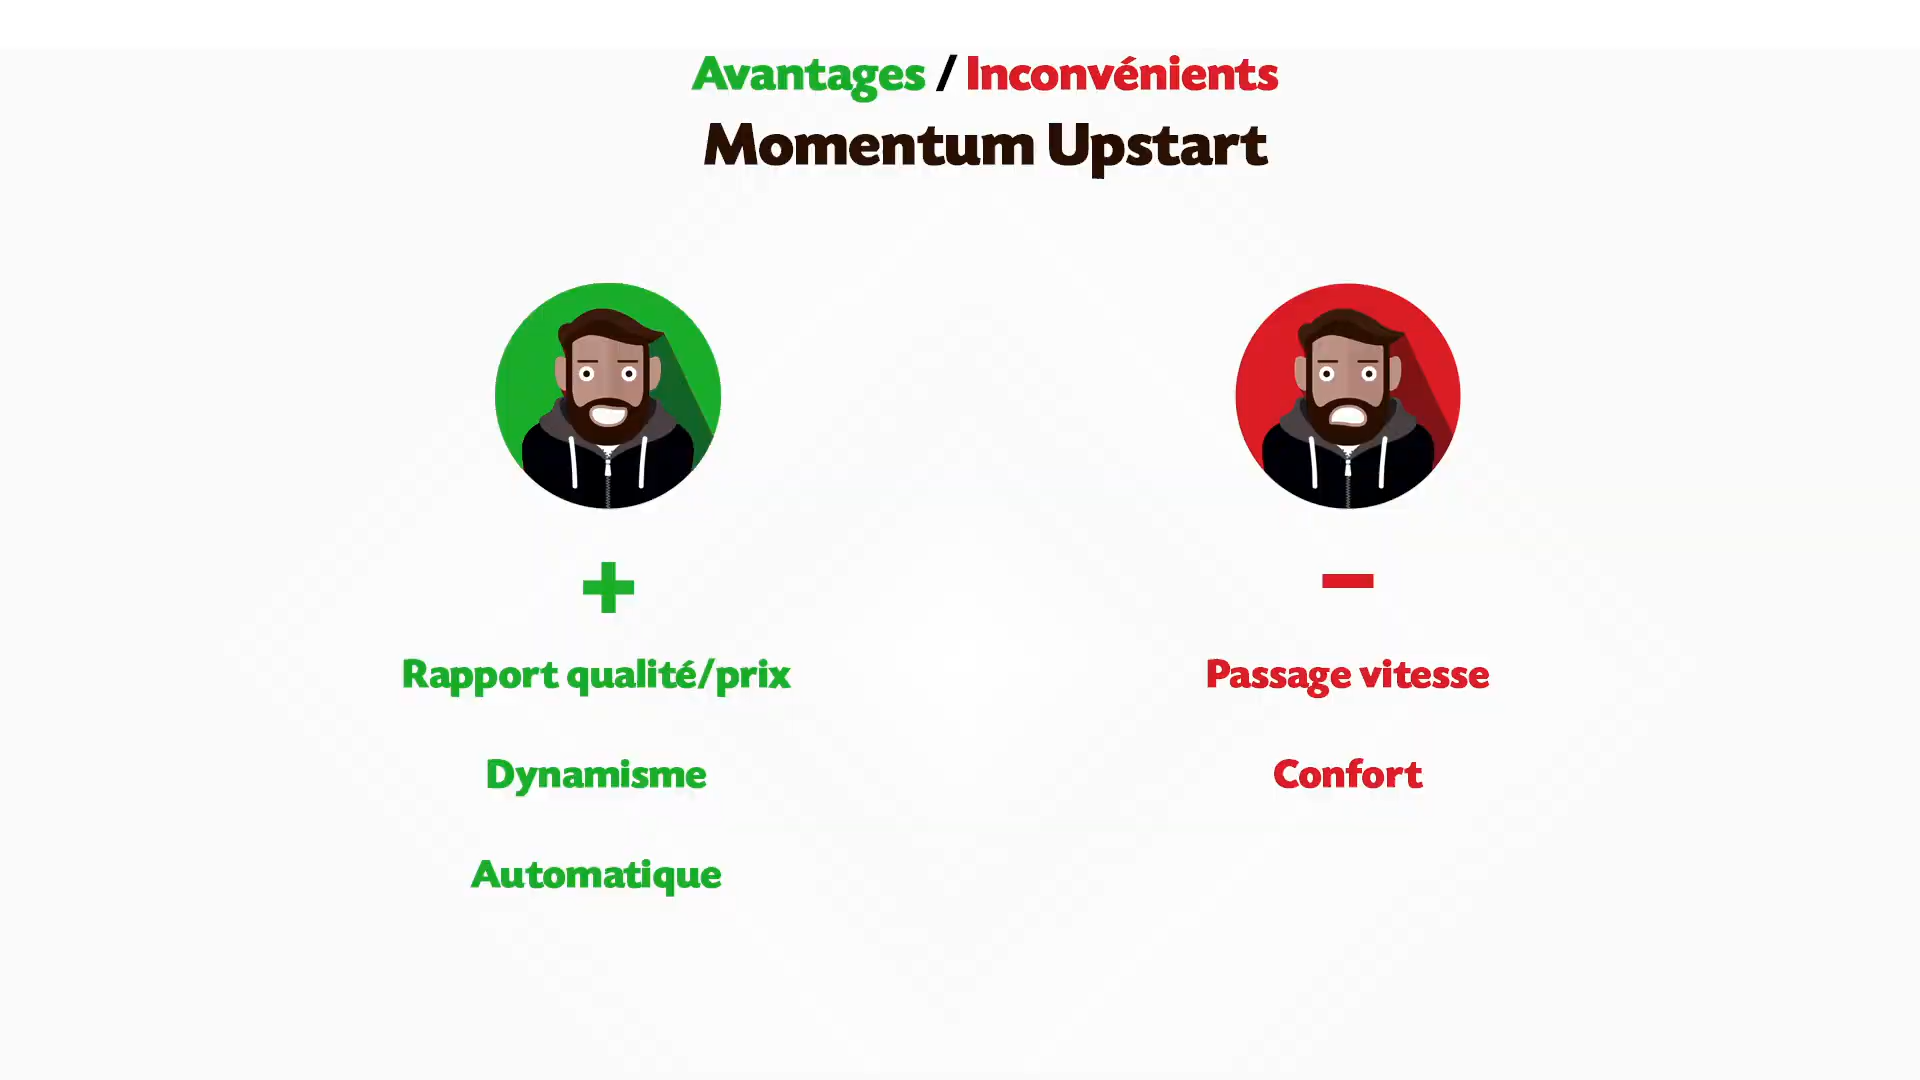 Avantages / Inconvénients
Momentum Upstart
+
Rapport qualité/prix
Dynamisme
Automatique
−
Passage vitesse
Confort